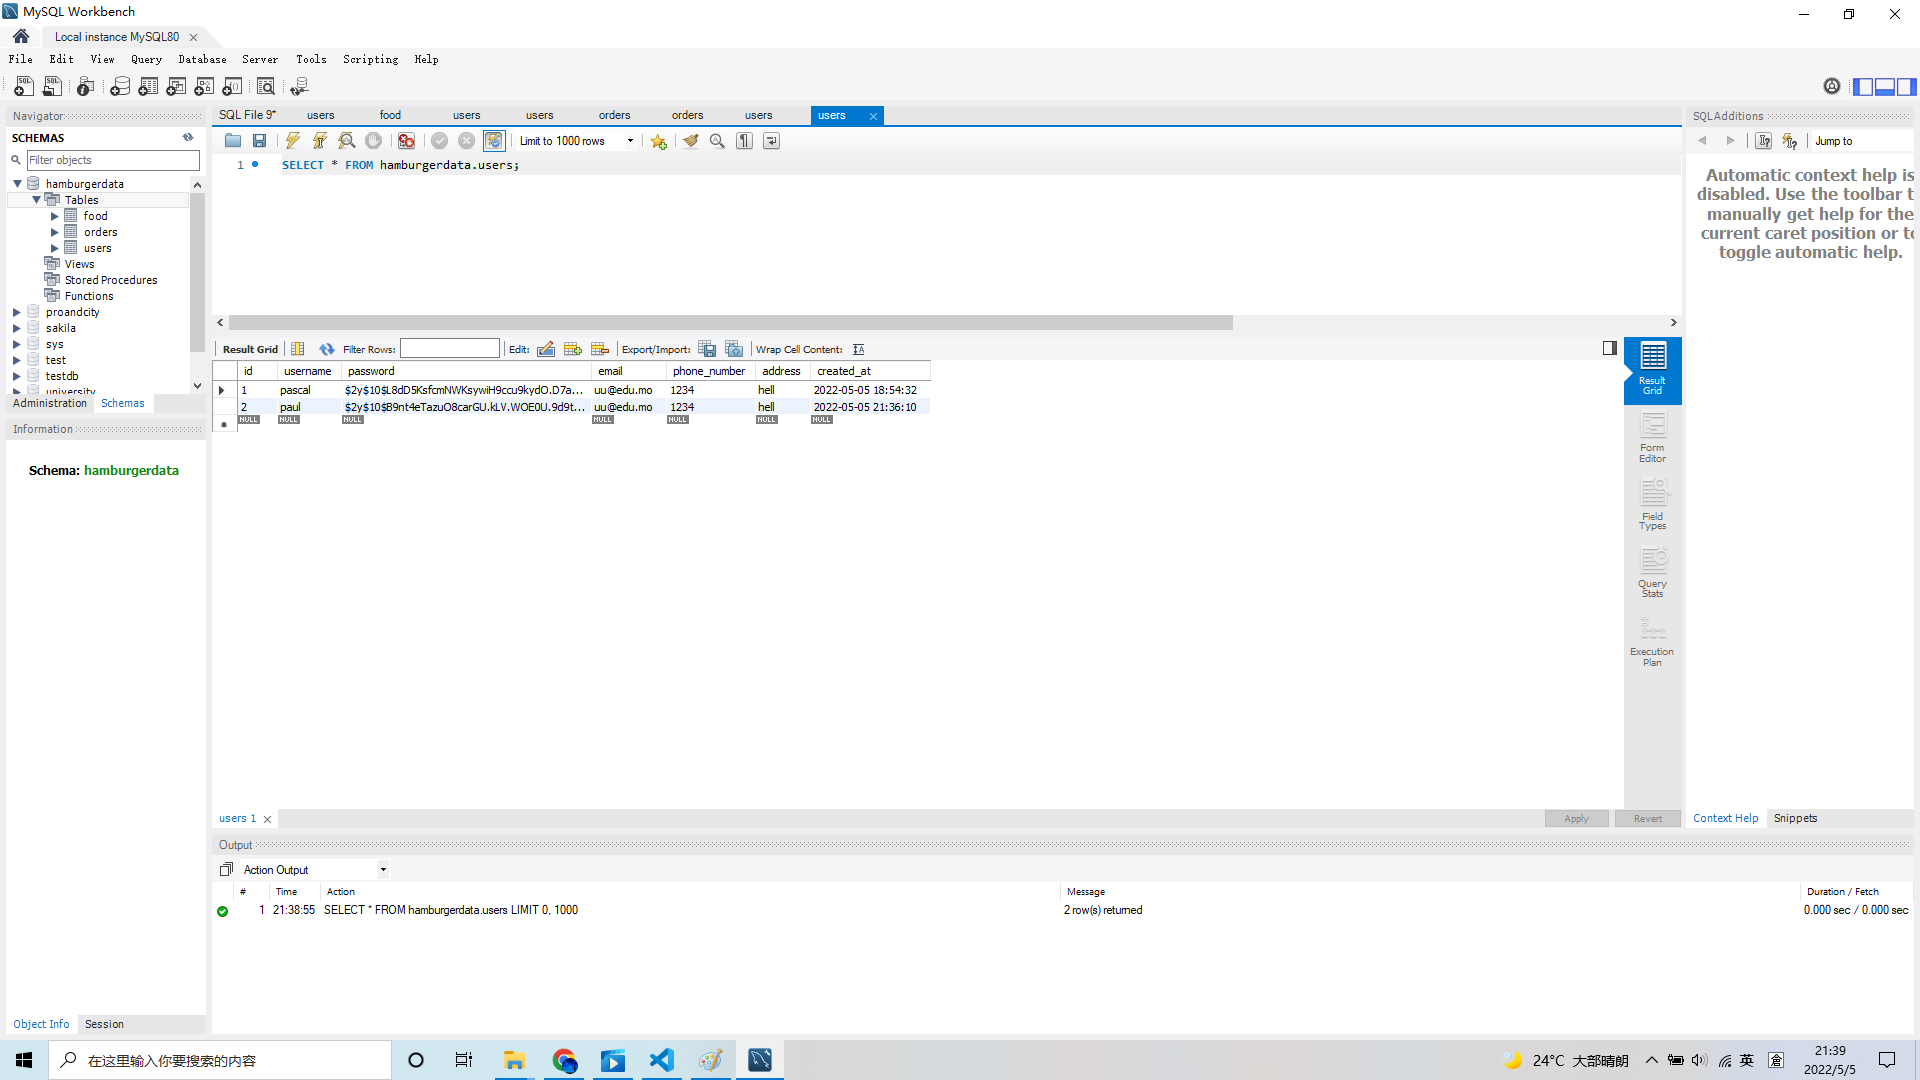 MySQL Workbench
Local instance MySQL80
File Edit View Query Database Server Tools Scripting Help
Navigator
SCHEMAS
Filter objects
hamburgerdata
Tables
food
orders
users
Views
Stored Procedures
Functions
proandcity
sakila
sys
test
testdb
university
Administration Schemas
Information
Schema: hamburgerdata
Object Info Session
SQL File 9* users food users users orders orders users users
Limit to 1000 rows
1 SELECT * FROM hamburgerdata.users;
Result Grid Filter Rows: Edit: Export/Import: Wrap Cell Content:
id username password email phone_number address created_at
1 pascal $2y$10$L8dD5KsfcmNWKsywiH9ccu9kydO.D7a... uu@edu.mo 1234 hell 2022-05-05 18:54:32
2 paul $2y$10$B9nt4eTazuO8carGU.kLV.WOE0U.9d9t... uu@edu.mo 1234 hell 2022-05-05 21:36:10
NULL NULL NULL NULL NULL NULL NULL
Result Grid
Form Editor
Field Types
Query Stats
Execution Plan
users 1
Apply Revert
SQLAdditions
Jump to
Automatic context help is
disabled. Use the toolbar t
manually get help for the
current caret position or to
toggle automatic help.
Context Help Snippets
Output
Action Output
# Time Action Message Duration / Fetch
1 21:38:55 SELECT * FROM hamburgerdata.users LIMIT 0, 1000 2 row(s) returned 0.000 sec / 0.000 sec
在这里输入你要搜索的内容
24°C 大部晴朗
英
21:39
2022/5/5